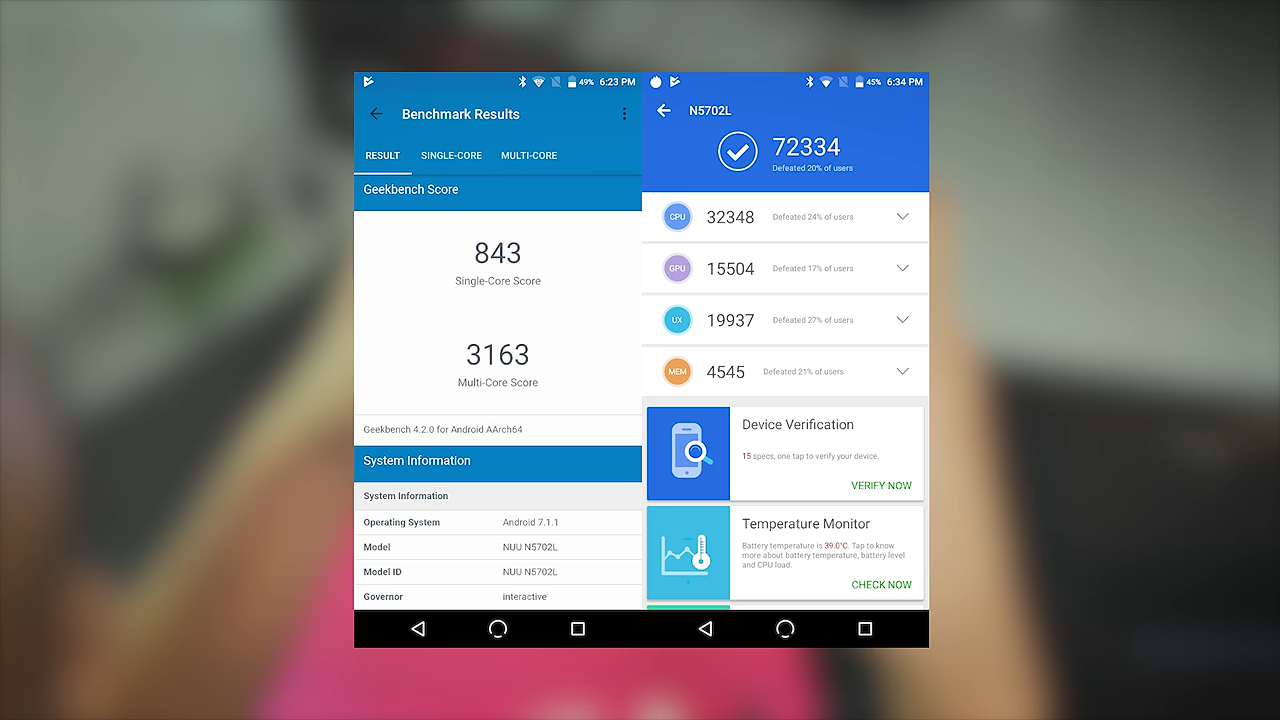 49% 6:23 PM
Benchmark Results
RESULT SINGLE-CORE MULTI-CORE
Geekbench Score
843
Single-Core Score
3163
Multi-Core Score
Geekbench 4.2.0 for Android AArch64
System Information
System Information
Operating System Android 7.1.1
Model NUU N5702L
Model ID NUU N5702L
Governor interactive
45% 6:34 PM
N5702L
72334
Defeated 20% of users
CPU 32348 Defeated 24% of users
GPU 15504 Defeated 17% of users
UX 19937 Defeated 27% of users
MEM 4545 Defeated 21% of users
Device Verification
15 specs, one tap to verify your device.
VERIFY NOW
Temperature Monitor
Battery temperature is 39.0°C. Tap to know
more about battery temperature, battery level
and CPU load.
CHECK NOW